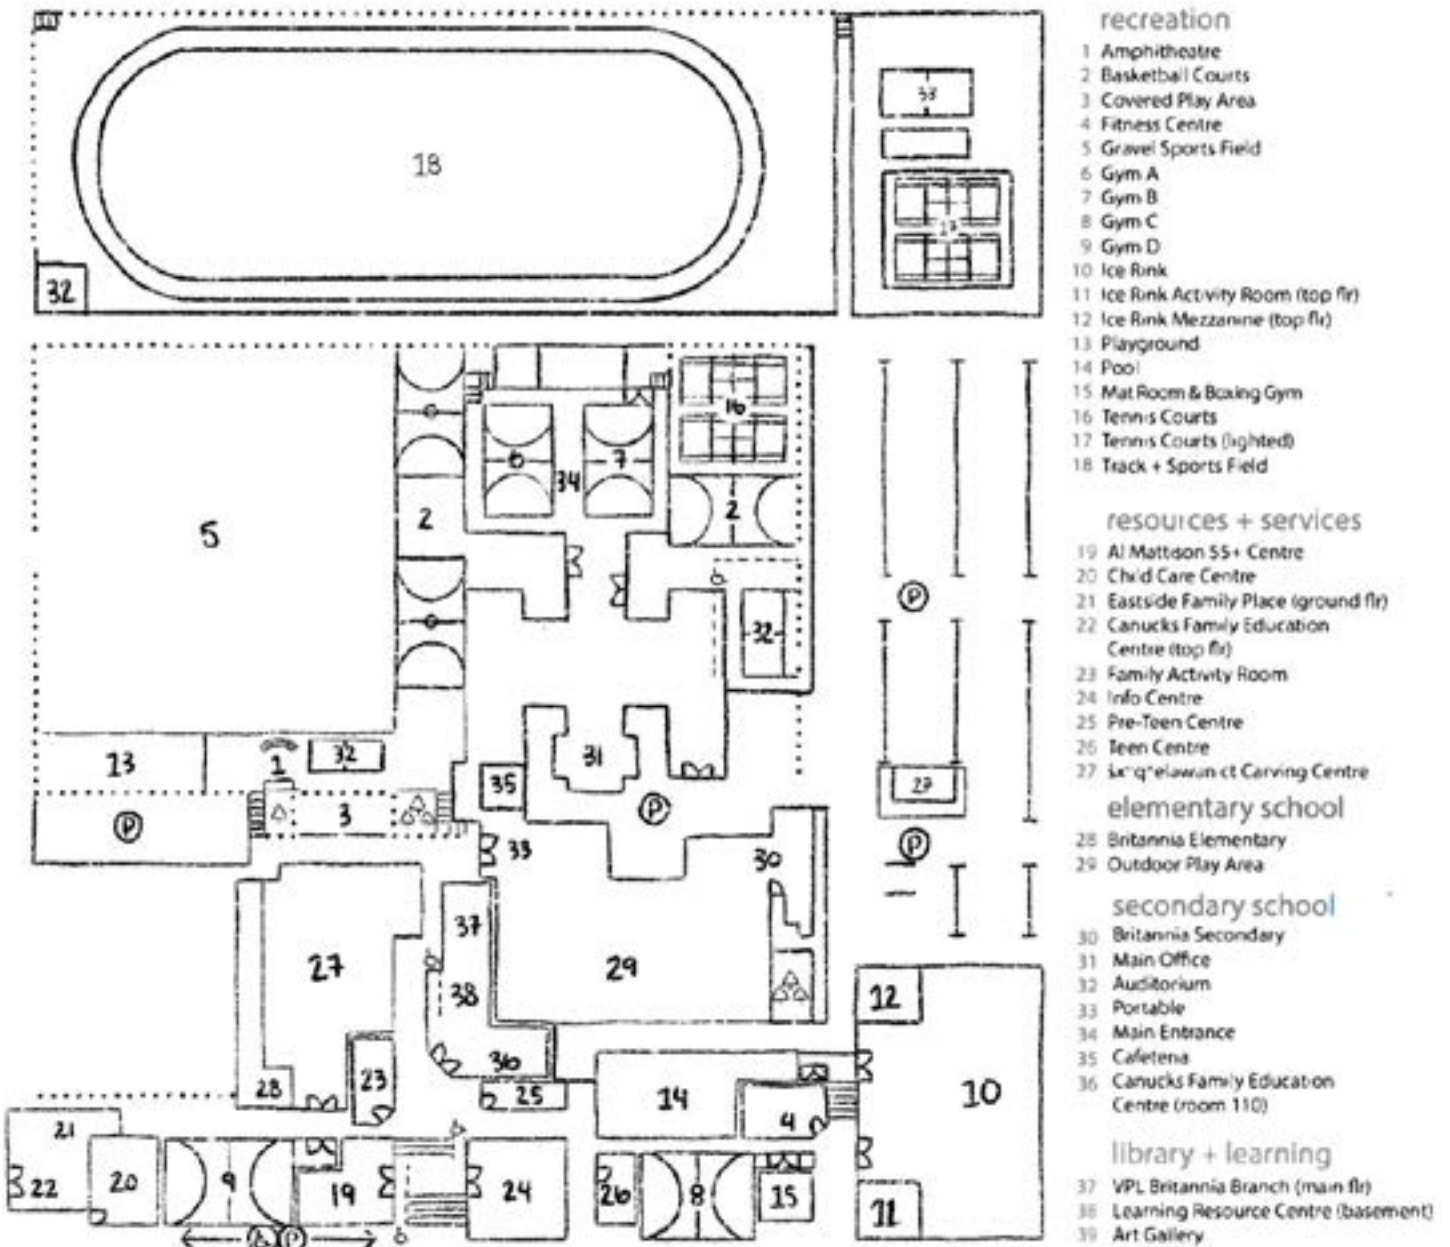 recreation
1 Amphitheatre
2 Basketball Courts
3 Covered Play Area
4 Fitness Centre
5 Gravel Sports Field
6 Gym A
7 Gym B
8 Gym C
9 Gym D
10 Ice Rink
11 Ice Rink Activity Room (top flr)
12 Ice Rink Mezzanine (top flr)
13 Playground
14 Pool
15 Mat Room & Boxing Gym
16 Tennis Courts
17 Tennis Courts (lighted)
18 Track + Sports Field
resources + services
19 Al Mattison 55+ Centre
20 Child Care Centre
21 Eastside Family Place (ground flr)
22 Canucks Family Education
Centre (top flr)
23 Family Activity Room
24 Info Centre
25 Pre-Teen Centre
26 Teen Centre
27 Carving Centre
elementary school
28 Britannia Elementary
29 Outdoor Play Area
secondary school
30 Britannia Secondary
31 Main Office
32 Auditorium
33 Portable
34 Main Entrance
35 Cafeteria
36 Canucks Family Education
Centre (room 110)
library + learning
37 VPL Britannia Branch (main flr)
38 Learning Resource Centre (basement)
39 Art Gallery
18
33
17
32
16
6
7
34
2
2
5
P
32
31
13
1
32
35
27
P
3
P
33
30
P
37
27
29
38
12
36
28
23
25
14
4
10
21
22
20
9
19
24
26
8
15
11
P